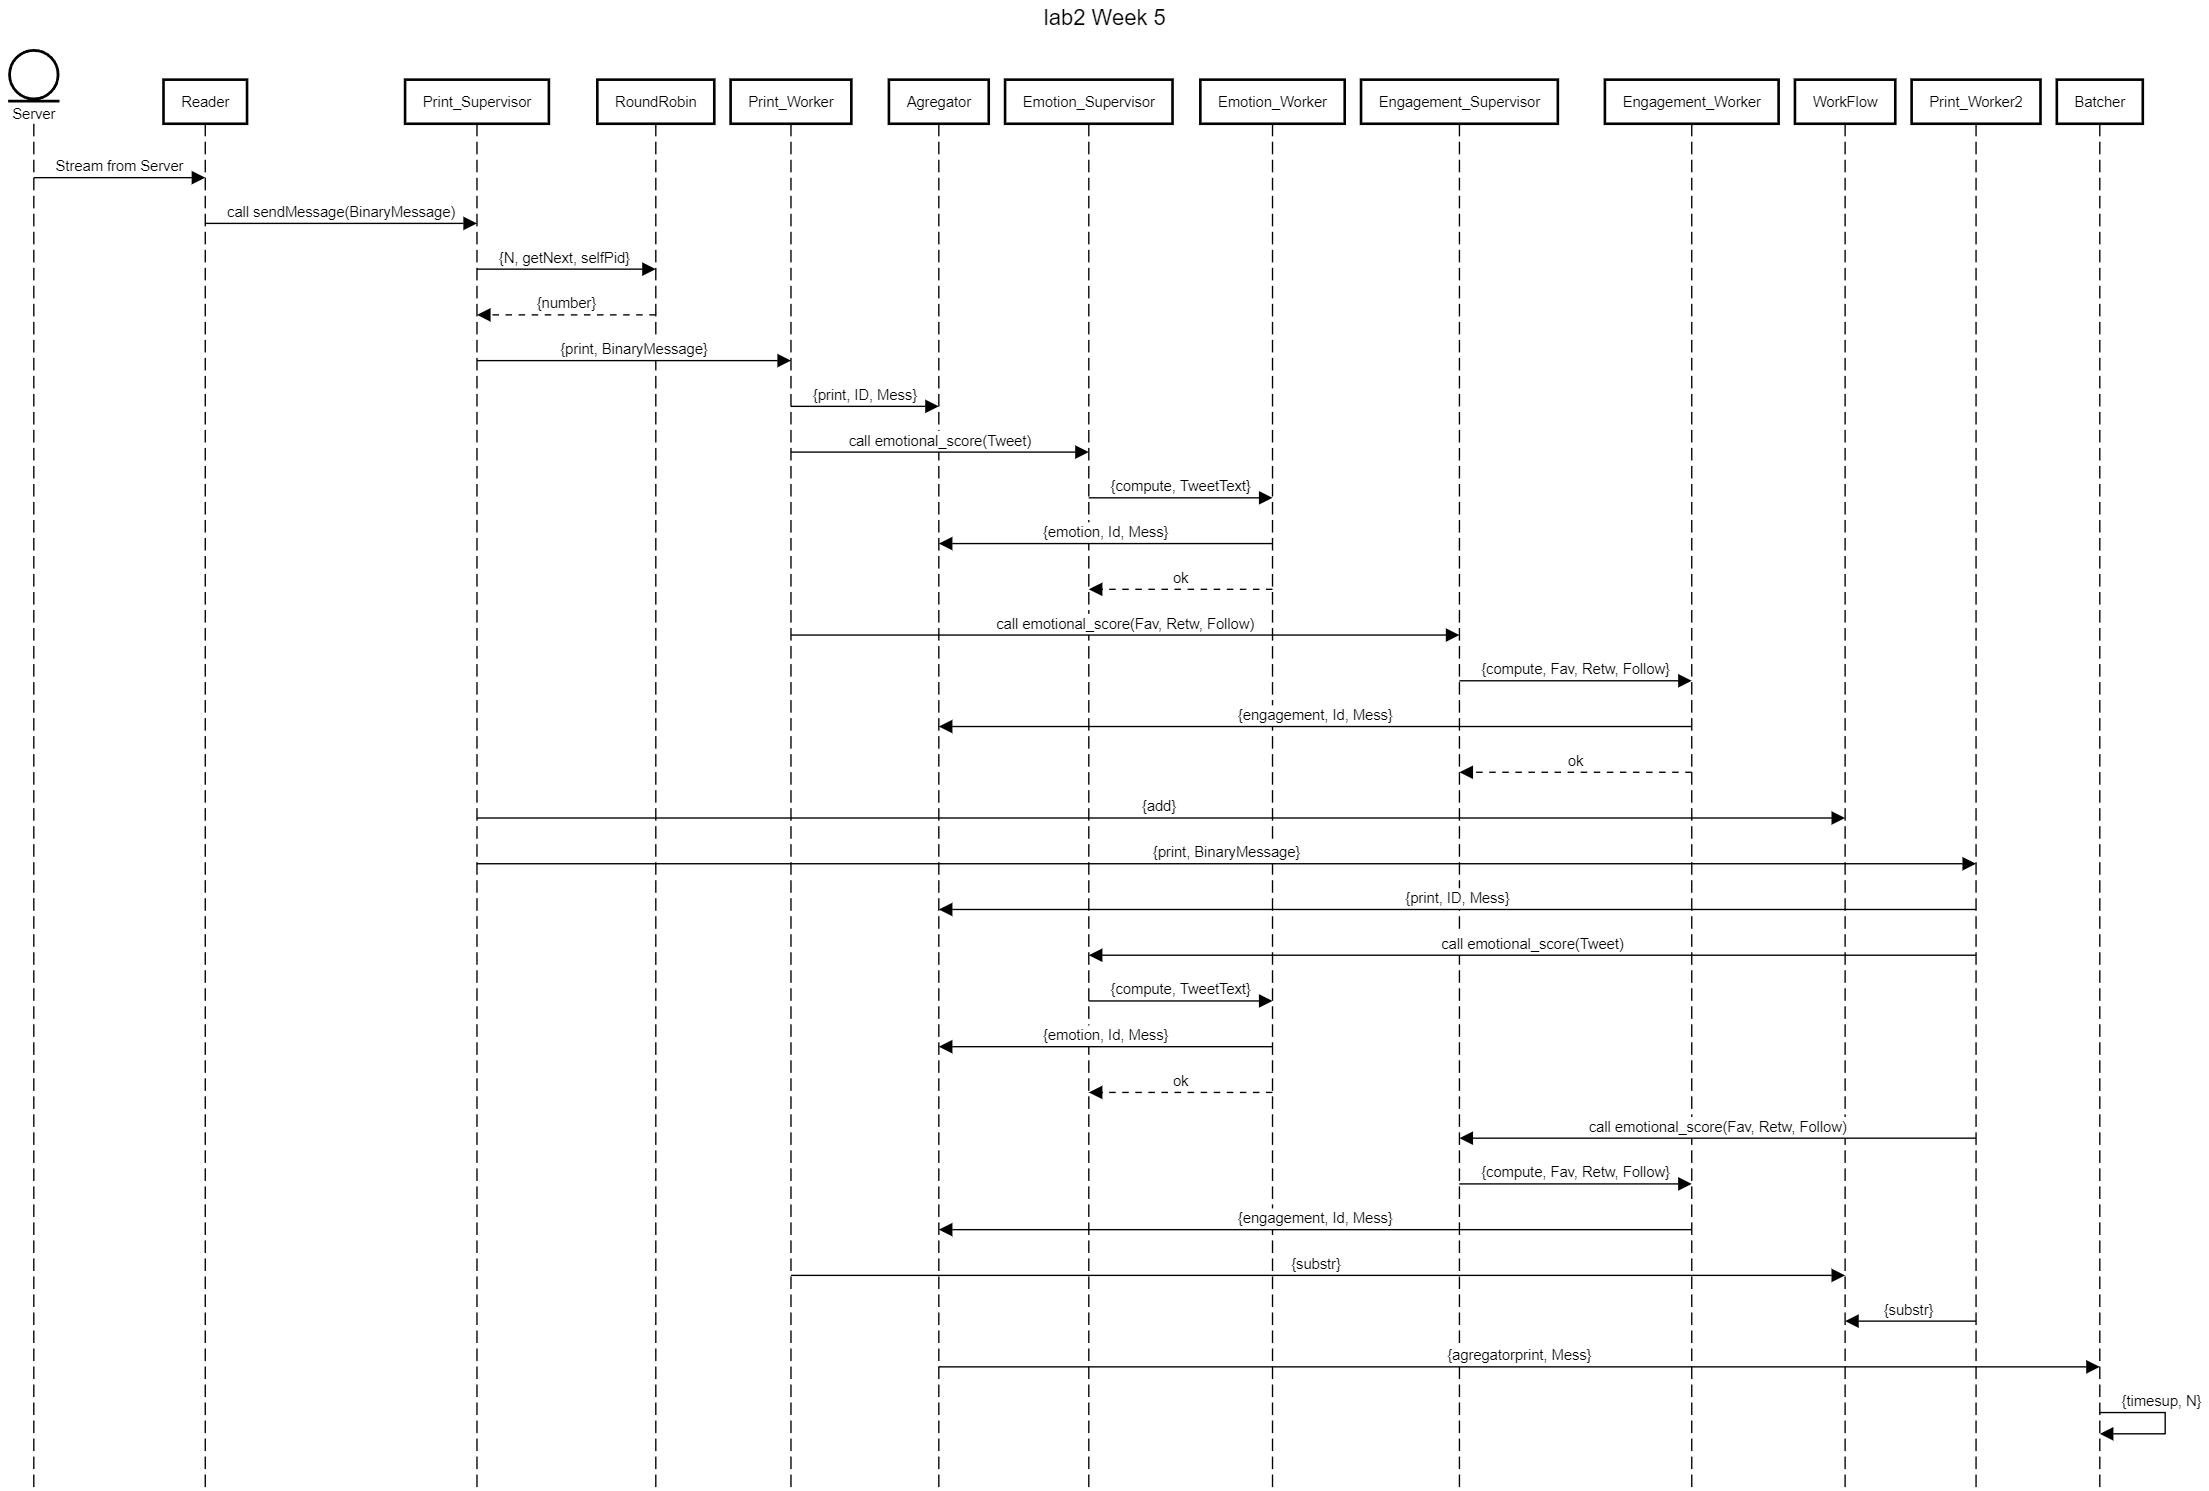 lab2 Week 5
Server
Reader
Print_Supervisor
RoundRobin
Print_Worker
Agregator
Emotion_Supervisor
Emotion_Worker
Engagement_Supervisor
Engagement_Worker
WorkFlow
Print_Worker2
Batcher
Stream from Server
call sendMessage(BinaryMessage)
{N, getNext, selfPid}
{number}
{print, BinaryMessage}
{print, ID, Mess}
call emotional_score(Tweet)
{compute, TweetText}
{emotion, Id, Mess}
ok
call emotional_score(Fav, Retw, Follow)
{compute, Fav, Retw, Follow}
{engagement, Id, Mess}
ok
{add}
{print, BinaryMessage}
{print, ID, Mess}
call emotional_score(Tweet)
{compute, TweetText}
{emotion, Id, Mess}
ok
call emotional_score(Fav, Retw, Follow)
{compute, Fav, Retw, Follow}
{engagement, Id, Mess}
{substr}
{substr}
{agregatorprint, Mess}
{timesup, N}